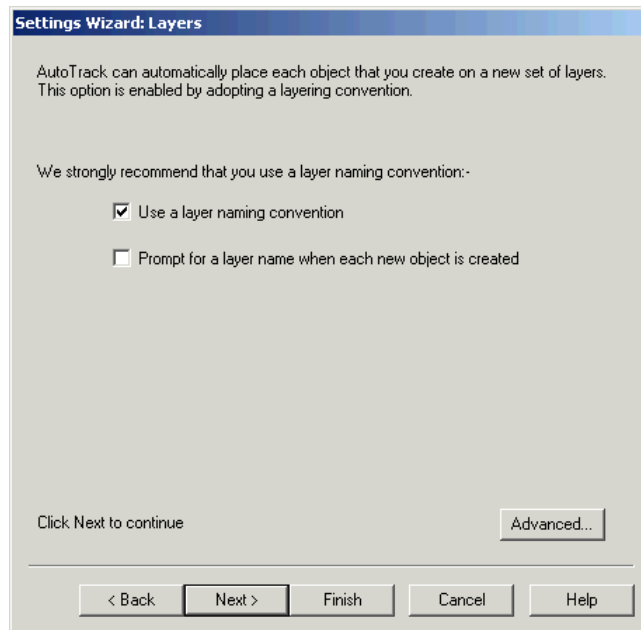 Settings Wizard: Layers
AutoTrack can automatically place each object that you create on a new set of layers.
This option is enabled by adopting a layering convention.
We strongly recommend that you use a layer naming convention:-
Use a layer naming convention
Prompt for a layer name when each new object is created
Click Next to continue
Advanced...
< Back
Next >
Finish
Cancel
Help